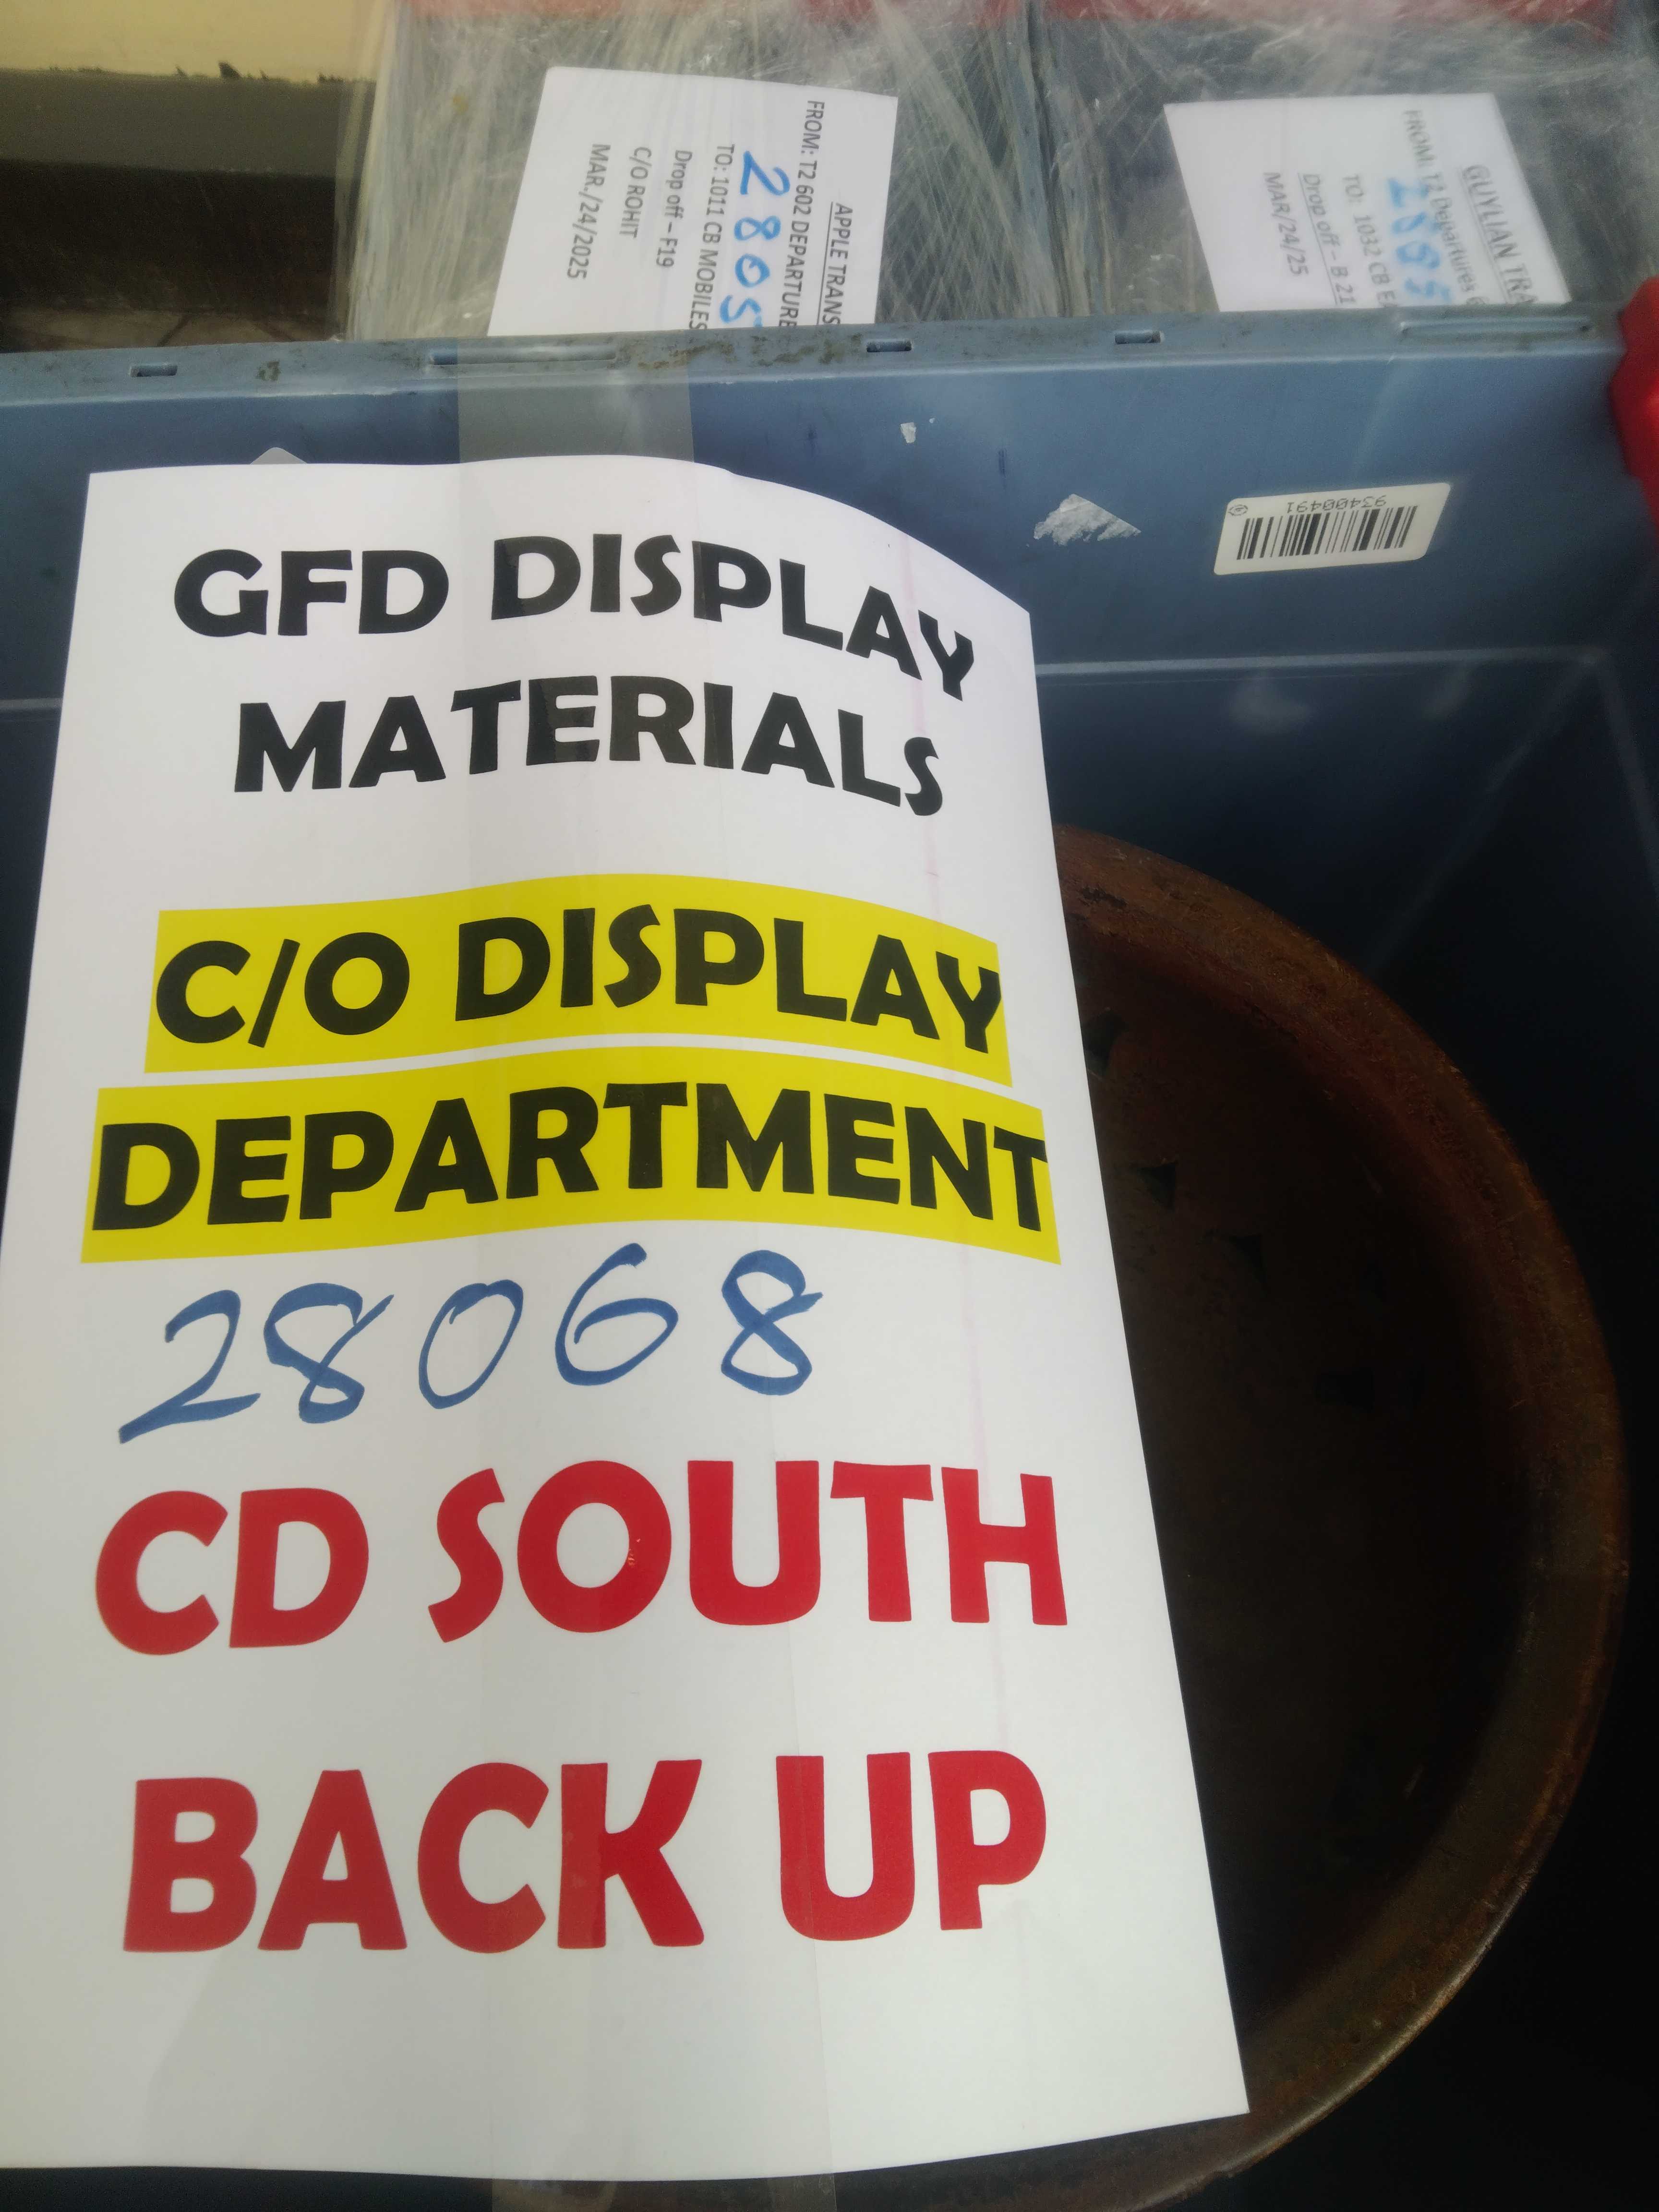 APPLE TRANS
FROM: T2 602 DEPARTURE
2805
TO: 1011 CB MOBILES
Drop off – F19
C/O ROHIT
MAR./24/2025
GUYLIAN TRA
FROM: Departures
TO: 1032 CB
Drop off – B 21
MAR/24/25
93400491
GFD DISPLAY
MATERIALS
C/O DISPLAY
DEPARTMENT
28068
CD SOUTH
BACK UP